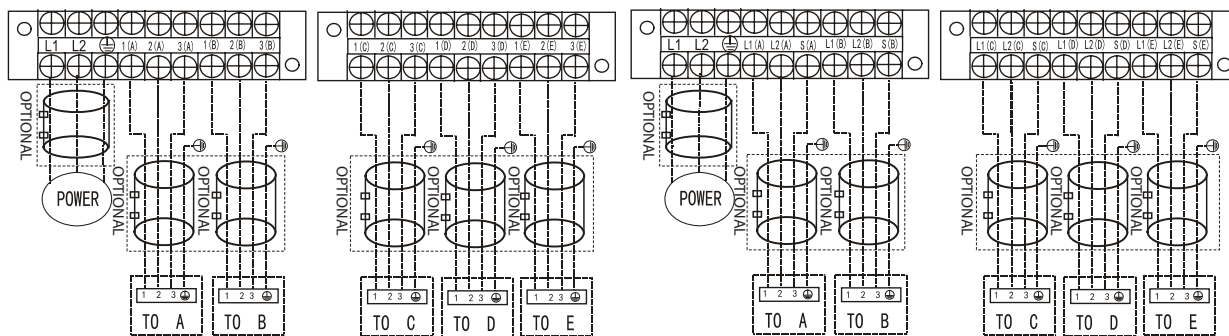 L1 L2 1(A) 2(A) 3(A) 1(B) 2(B) 3(B)
OPTIONAL
POWER
OPTIONAL
OPTIONAL
1 2 3
1 2 3
TO A
TO B
1(C) 2(C) 3(C) 1(D) 2(D) 3(D) 1(E) 2(E) 3(E)
OPTIONAL
OPTIONAL
OPTIONAL
1 2 3
1 2 3
1 2 3
TO C
TO D
TO E
L1 L2 L1(A) L2(A) S(A) L1(B) L2(B) S(B)
OPTIONAL
POWER
OPTIONAL
OPTIONAL
1 2 3
1 2 3
TO A
TO B
L1(C) L2(C) S(C) L1(D) L2(D) S(D) L1(E) L2(E) S(E)
OPTIONAL
OPTIONAL
OPTIONAL
1 2 3
1 2 3
1 2 3
TO C
TO D
TO E